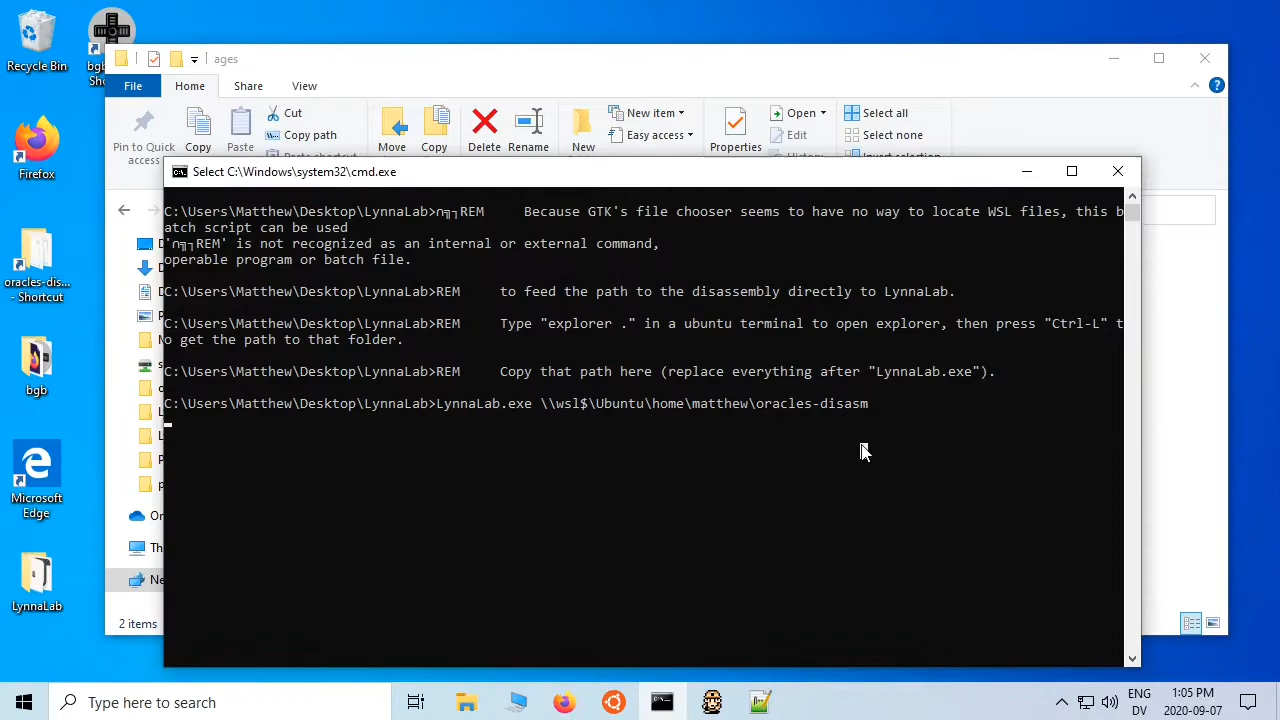 Recycle Bin
bgb
Sho
Firefox
oracles-dis...
- Shortcut
bgb
Microsoft
Edge
LynnaLab
ages
File
Home
Share
View
Pin to Quick
access
Copy
Paste
Cut
Copy path
Move
Copy
Delete
Rename
New
New item
Easy access
Properties
Open
Edit
Select all
Select none
Select C:\Windows\system32\cmd.exe
C:\Users\Matthew\Desktop\LynnaLab>∩╗┐REM     Because GTK's file chooser seems to have no way to locate WSL files, this b
atch script can be used
'∩╗┐REM' is not recognized as an internal or external command,
operable program or batch file.
C:\Users\Matthew\Desktop\LynnaLab>REM     to feed the path to the disassembly directly to LynnaLab.
C:\Users\Matthew\Desktop\LynnaLab>REM     Type "explorer ." in a ubuntu terminal to open explorer, then press "Ctrl-L" t
o get the path to that folder.
C:\Users\Matthew\Desktop\LynnaLab>REM     Copy that path here (replace everything after "LynnaLab.exe").
C:\Users\Matthew\Desktop\LynnaLab>LynnaLab.exe \\wsl$\Ubuntu\home\matthew\oracles-disasm
On
Th
Ne
2 items
Type here to search
ENG
DV
1:05 PM
2020-09-07